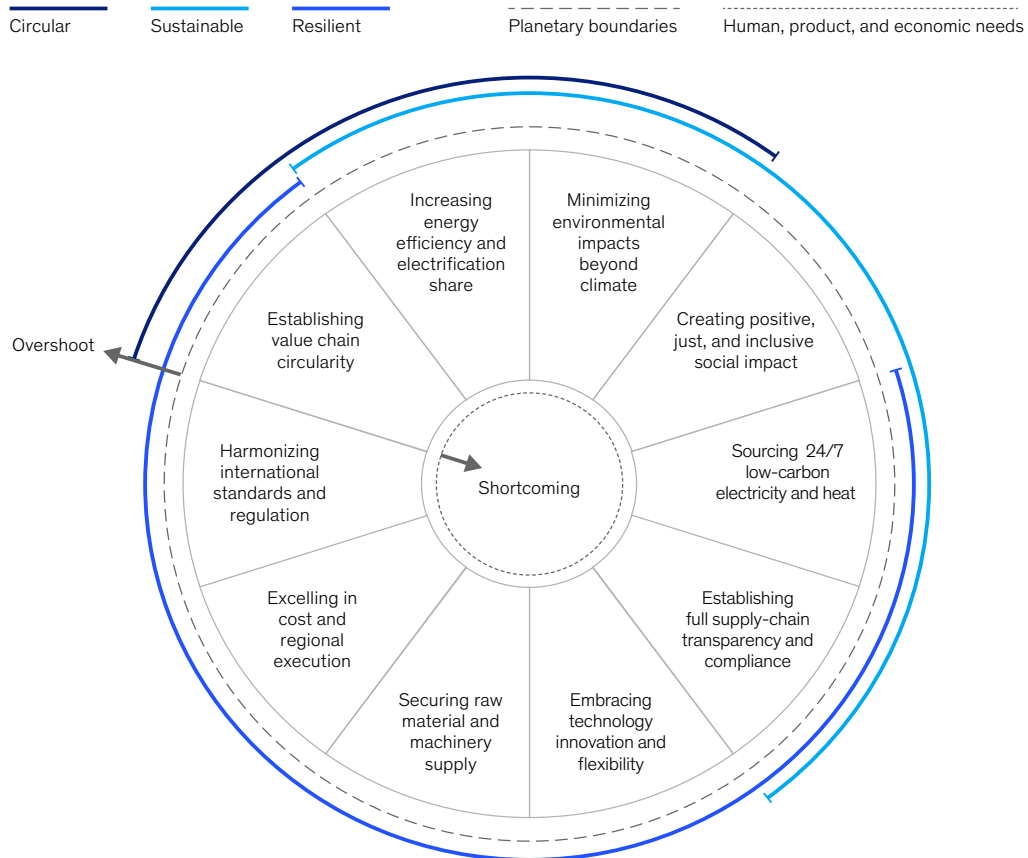 Circular
Sustainable
Resilient
Planetary boundaries
Human, product, and economic needs
Increasing
energy
efficiency and
electrification
share
Minimizing
environmental
impacts
beyond
climate
Establishing
value chain
circularity
Creating positive,
just, and inclusive
social impact
Overshoot
Harmonizing
international
standards and
regulation
Shortcoming
Sourcing 24/7
low-carbon
electricity and heat
Excelling in
cost and
regional
execution
Establishing
full supply-chain
transparency and
compliance
Securing raw
material and
machinery
supply
Embracing
technology
innovation and
flexibility